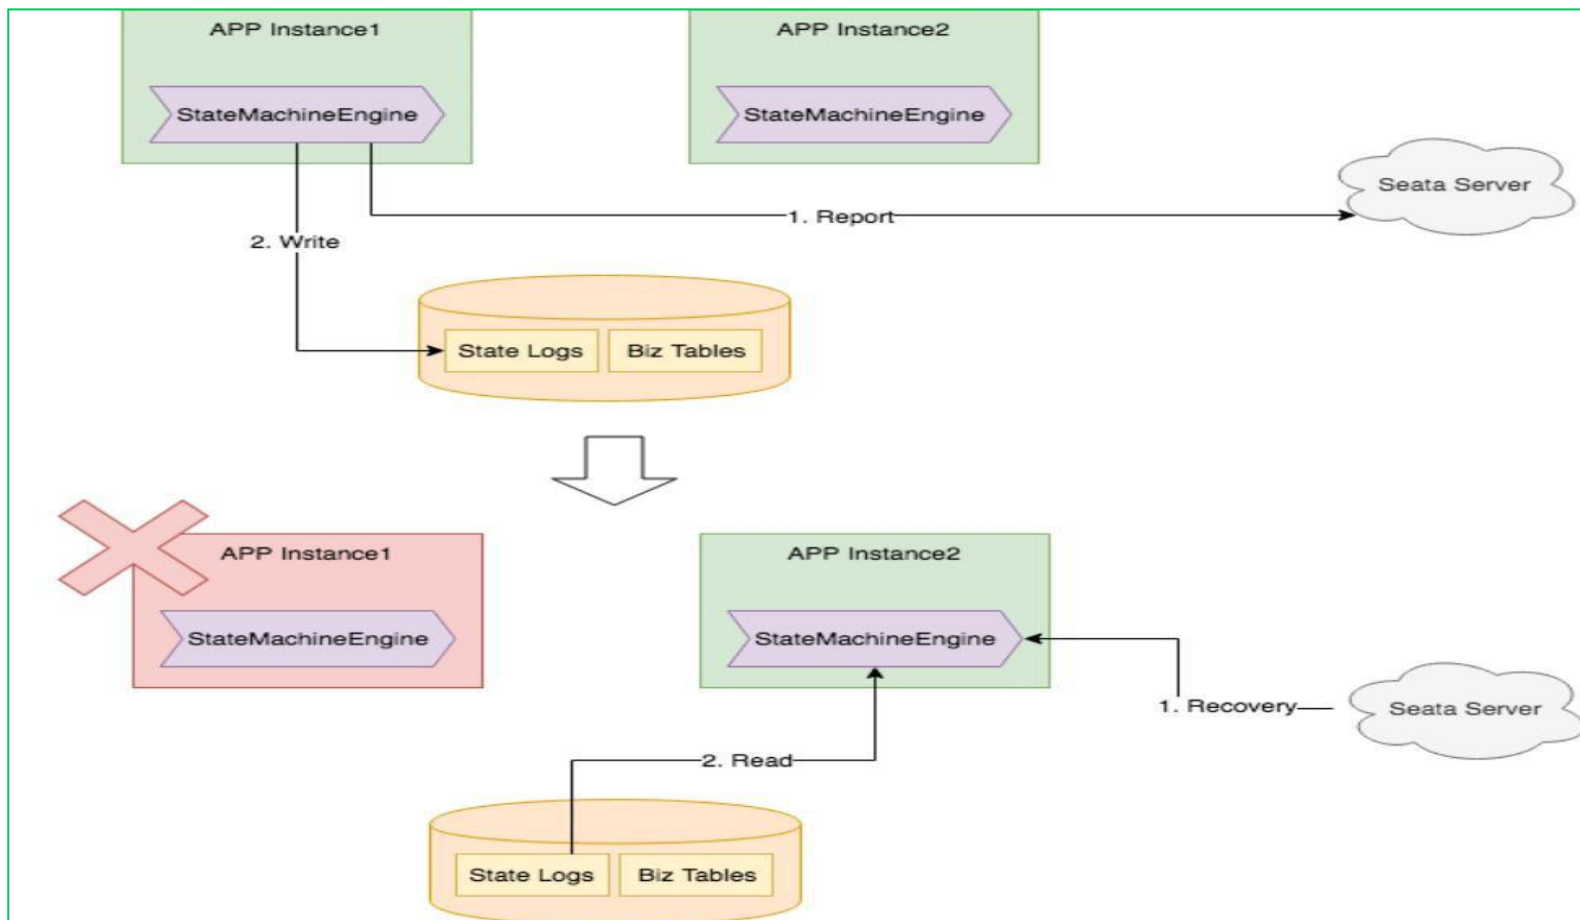 APP Instance1
APP Instance2
StateMachineEngine
StateMachineEngine
Seata Server
1. Report
2. Write
State Logs
Biz Tables
APP Instance1
APP Instance2
StateMachineEngine
StateMachineEngine
1. Recovery
Seata Server
2. Read
State Logs
Biz Tables